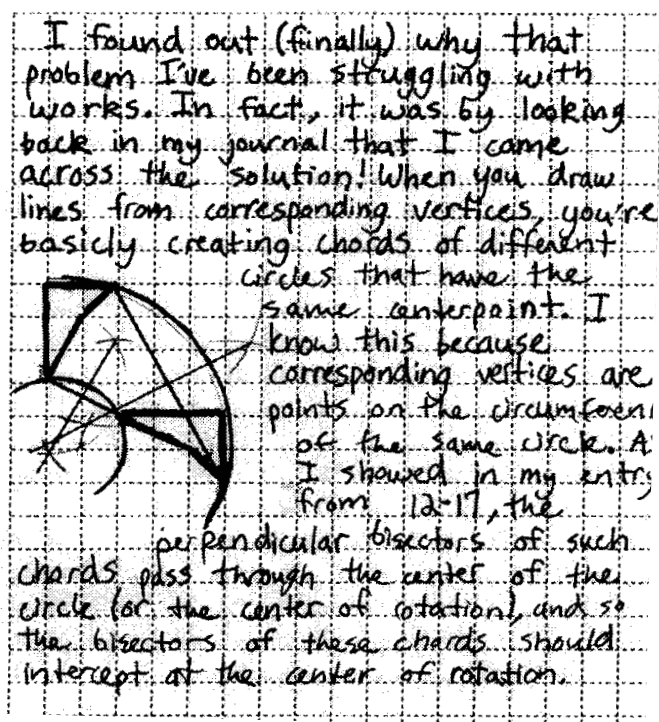 I found out (finally) why that
problem I've been struggling with
works. In fact, it was by looking
back in my journal that I came
across the solution! When you draw
lines from corresponding vertices, you're
basicly creating chords of different
circles that have the
same centerpoint. I
know this because
corresponding vertices are
points on the circumferen
of the same circle. A
I showed in my entry
from 12-17, the
perpendicular bisectors of such
chords pass through the center of the
circle (or the center of rotation), and so
the bisectors of these chords should
intercept at the center of rotation.